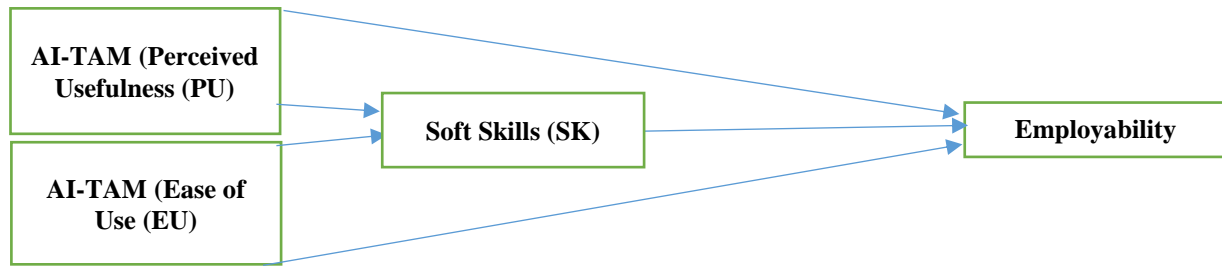 AI-TAM (Perceived
Usefulness (PU)
Soft Skills (SK)
Employability
AI-TAM (Ease of
Use (EU)